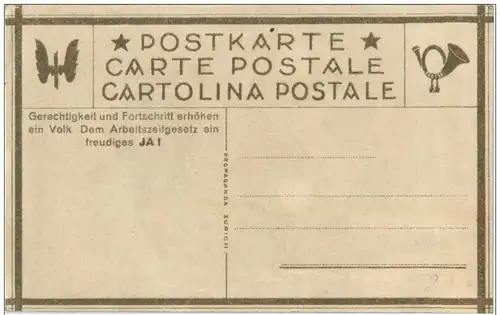 ★ POSTKARTE ★
CARTE POSTALE
CARTOLINA POSTALE
Gerechtigkeit und Fortschritt erhöhen
ein Volk Dem Arbeitszeitgesetz ein
freudiges JA!
PROPAGANDA ZÜRICH